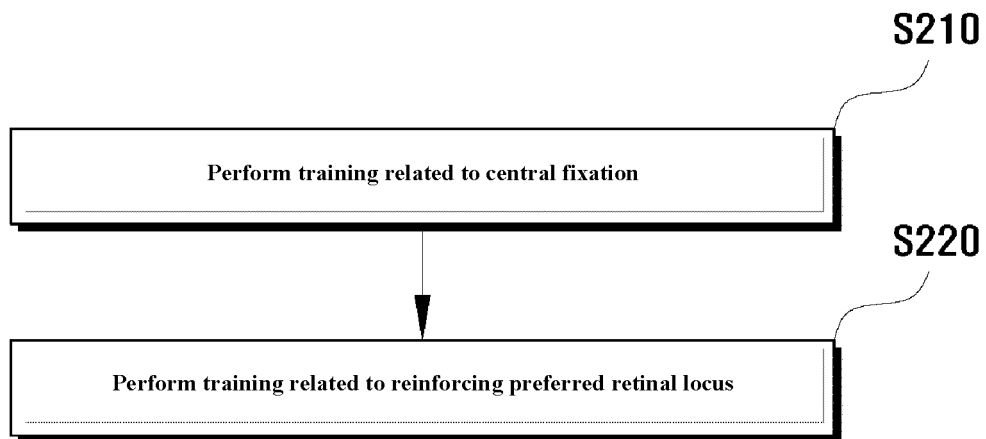 S210
Perform training related to central fixation
S220
Perform training related to reinforcing preferred retinal locus